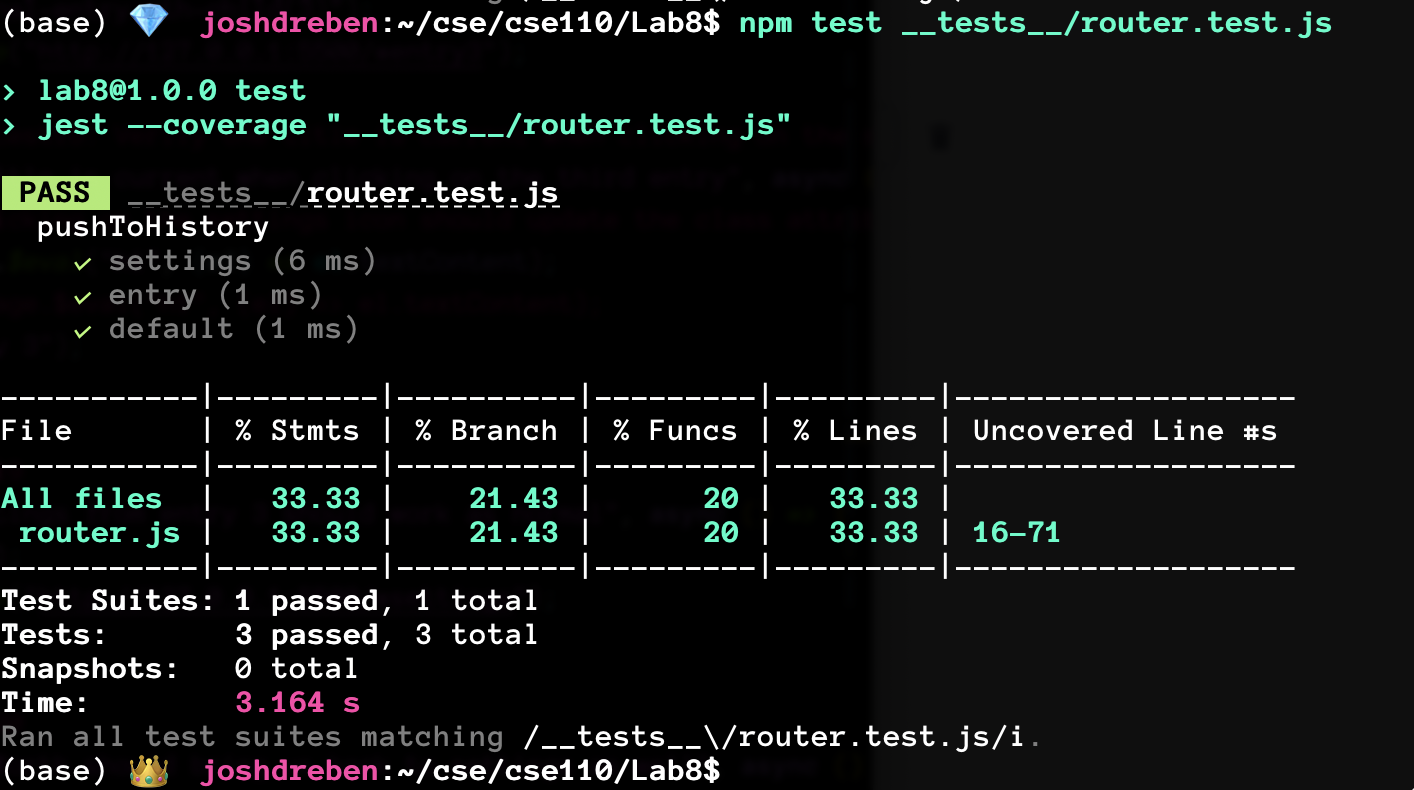 (base) 💎 joshdreben:~/cse/cse110/Lab8$ npm test __tests__/router.test.js
> lab8@1.0.0 test
> jest --coverage "__tests__/router.test.js"
PASS __tests__/router.test.js
pushToHistory
✓ settings (6 ms)
✓ entry (1 ms)
✓ default (1 ms)
-----------|---------|----------|---------|---------|-------------------
File       | % Stmts | % Branch | % Funcs | % Lines | Uncovered Line #s
-----------|---------|----------|---------|---------|-------------------
All files  |   33.33 |    21.43 |      20 |   33.33 |
 router.js |   33.33 |    21.43 |      20 |   33.33 | 16-71
-----------|---------|----------|---------|---------|-------------------
Test Suites: 1 passed, 1 total
Tests:       3 passed, 3 total
Snapshots:   0 total
Time:        3.164 s
Ran all test suites matching /__tests__\/router.test.js/i.
(base) 👑 joshdreben:~/cse/cse110/Lab8$